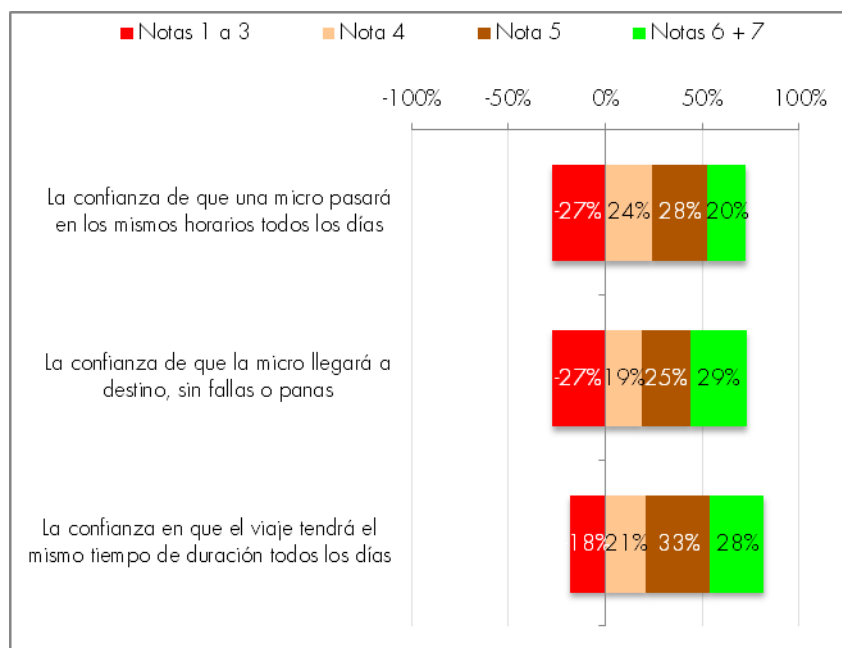 Notas 1 a 3 Nota 4 Nota 5 Notas 6 + 7
-100% -50% 0% 50% 100%
La confianza de que una micro pasará
en los mismos horarios todos los días
-27% 24% 28% 20%
La confianza de que la micro llegará a
destino, sin fallas o panas
-27% 19% 25% 29%
La confianza en que el viaje tendrá el
mismo tiempo de duración todos los días
18% 21% 33% 28%